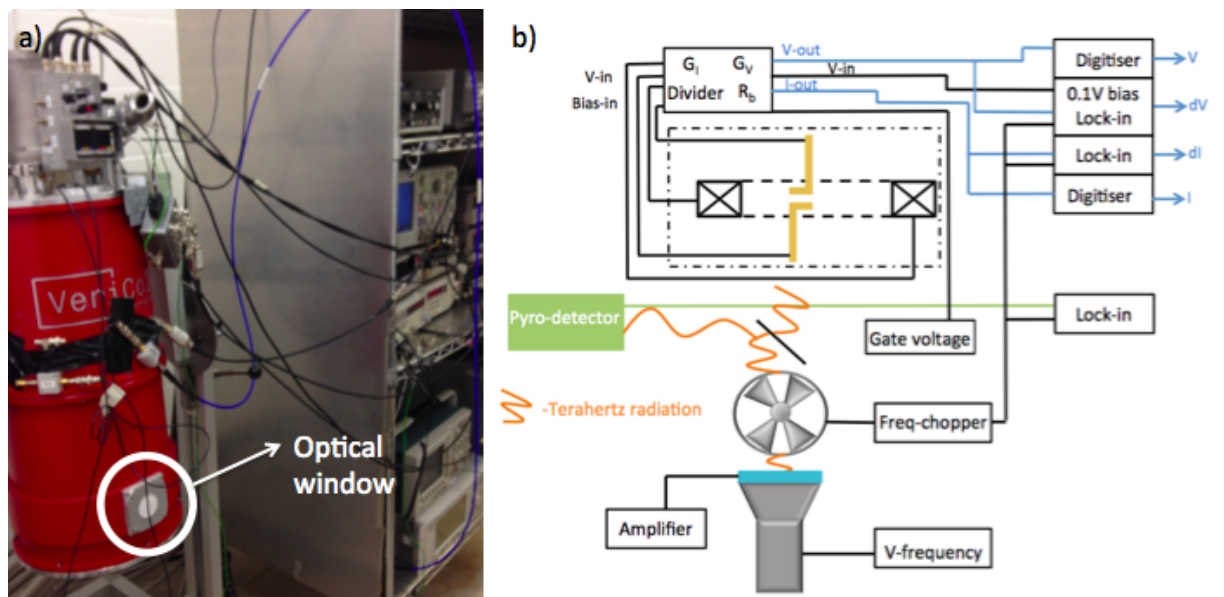 a)
VeriCo
Optical
window
b)
V-in
Bias-in
G_I G_V
Divider R_b
V-out
V-in
I-out
Digitiser
0.1V bias
Lock-in
Lock-in
Digitiser
V
dV
dI
I
Pyro-detector
Lock-in
Gate voltage
-Terahertz radiation
Freq-chopper
Amplifier
V-frequency